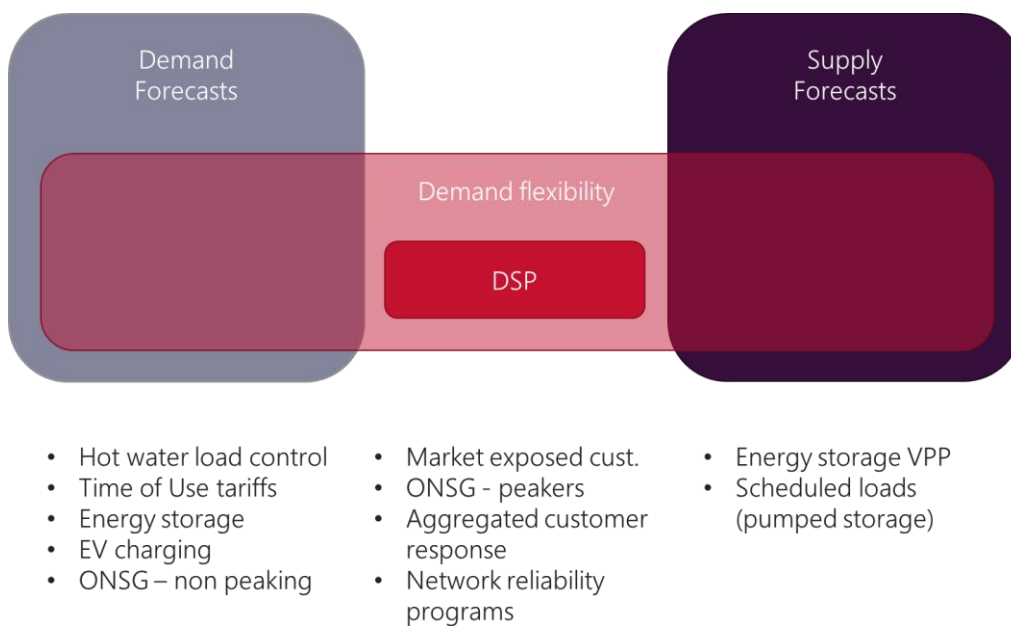 Demand
Forecasts
Supply
Forecasts
Demand flexibility
DSP
• Hot water load control
• Time of Use tariffs
• Energy storage
• EV charging
• ONSG – non peaking
• Market exposed cust.
• ONSG - peakers
• Aggregated customer
response
• Network reliability
programs
• Energy storage VPP
• Scheduled loads
(pumped storage)